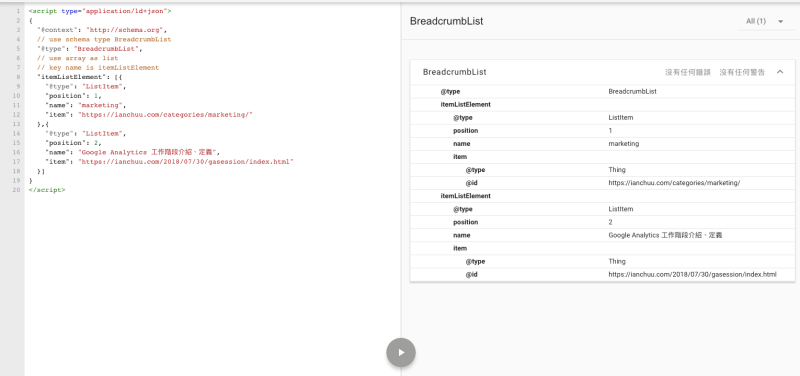 1 <script type="application/ld+json">
2 {
3 "@context": "http://schema.org",
4 // use schema type BreadcrumbList
5 "@type": "BreadcrumbList",
6 // use array as list
7 // key name is itemListElement
8 "itemListElement": [{
9 "@type": "ListItem",
10 "position": 1,
11 "name": "marketing",
12 "item": "https://ianchuu.com/categories/marketing/"
13 },{
14 "@type": "ListItem",
15 "position": 2,
16 "name": "Google Analytics 工作階段介紹、定義",
17 "item": "https://ianchuu.com/2018/07/30/gasession/index.html"
18 }]
19 }
20 </script>
BreadcrumbList
All (1)
BreadcrumbList 沒有任何錯誤 沒有任何警告
@type BreadcrumbList
itemListElement
@type ListItem
position 1
name marketing
item
@type Thing
@id https://ianchuu.com/categories/marketing/
itemListElement
@type ListItem
position 2
name Google Analytics 工作階段介紹、定義
item
@type Thing
@id https://ianchuu.com/2018/07/30/gasession/index.html